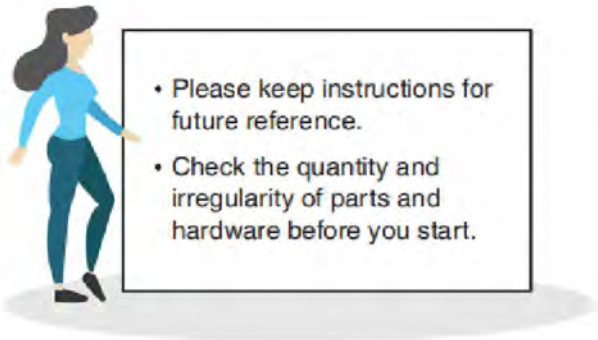 • Please keep instructions for
future reference.
• Check the quantity and
irregularity of parts and
hardware before you start.